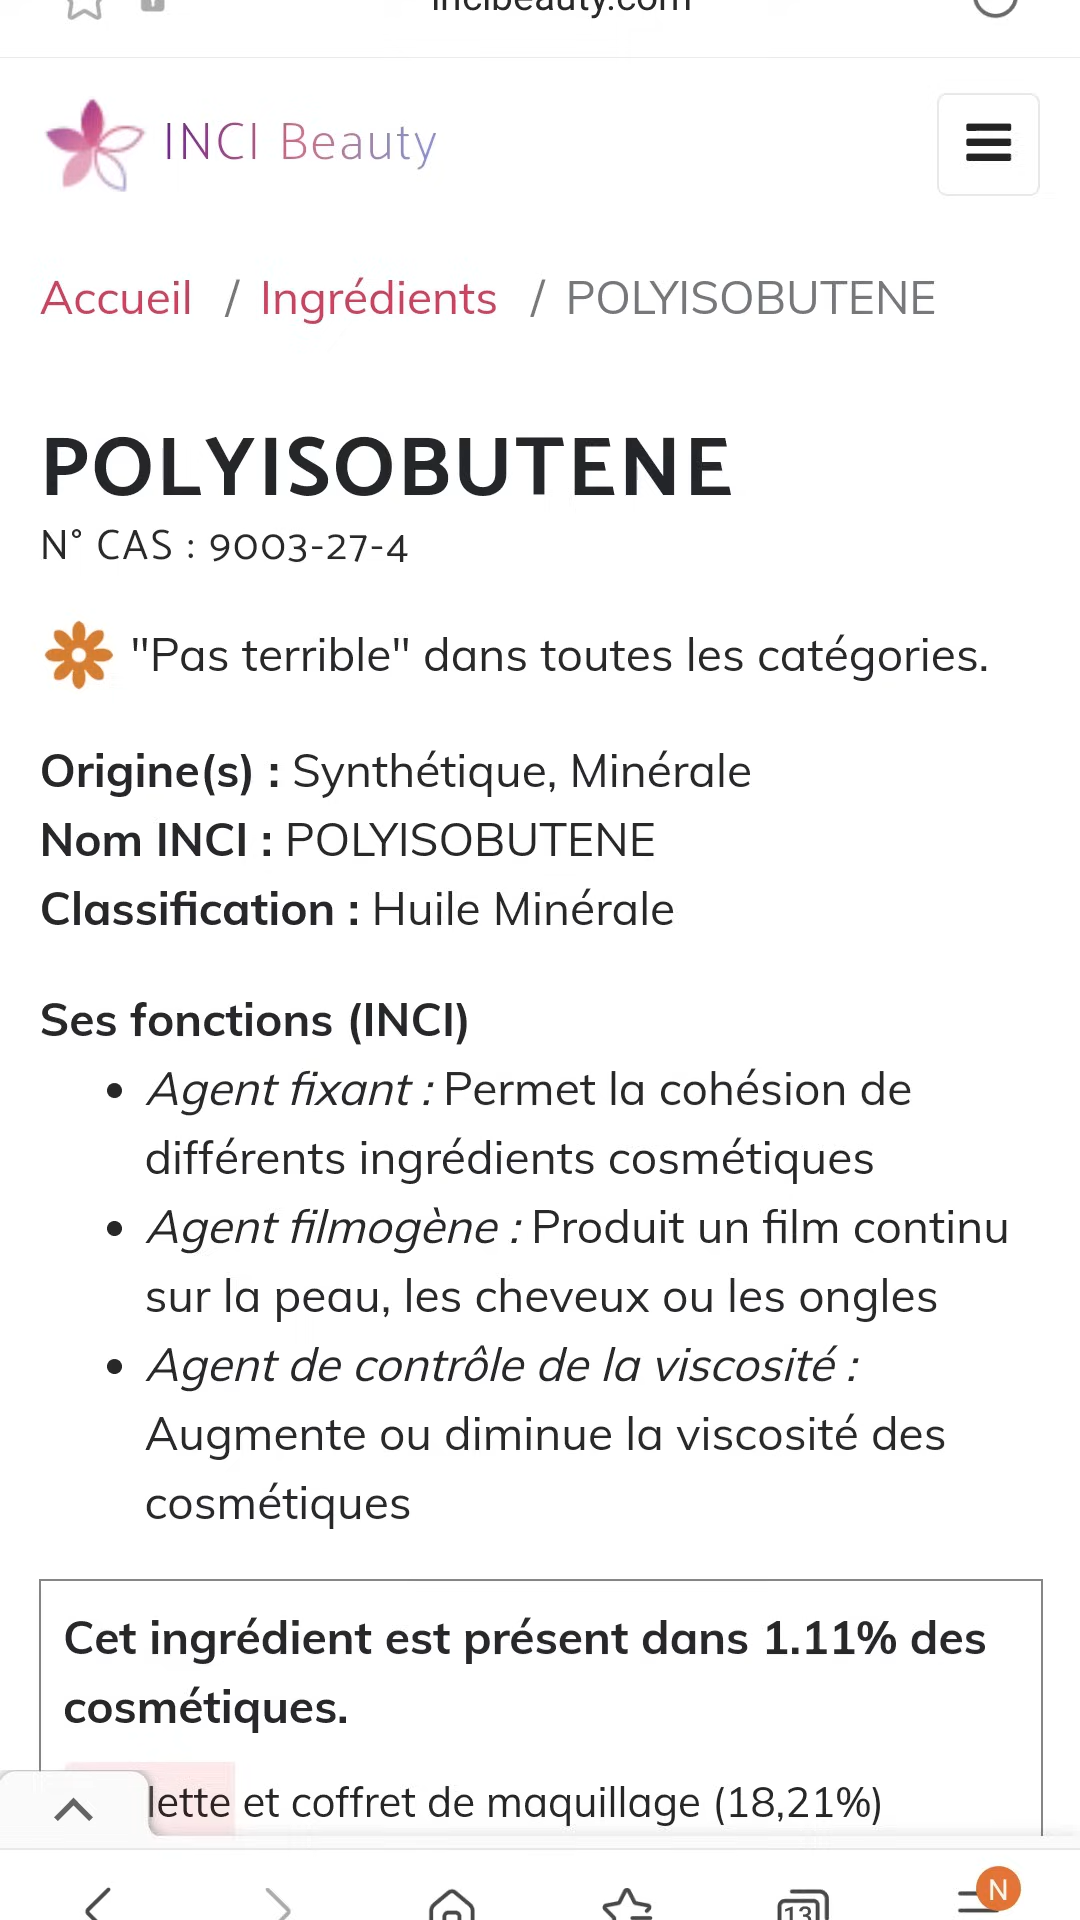 incibeauty.com
INCI Beauty
Accueil / Ingrédients / POLYISOBUTENE
POLYISOBUTENE
N° CAS : 9003-27-4
"Pas terrible" dans toutes les catégories.
Origine(s) : Synthétique, Minérale
Nom INCI : POLYISOBUTENE
Classification : Huile Minérale
Ses fonctions (INCI)
• Agent fixant : Permet la cohésion de
différents ingrédients cosmétiques
• Agent filmogène : Produit un film continu
sur la peau, les cheveux ou les ongles
• Agent de contrôle de la viscosité :
Augmente ou diminue la viscosité des
cosmétiques
Cet ingrédient est présent dans 1.11% des
cosmétiques.
lette et coffret de maquillage (18,21%)
13
N